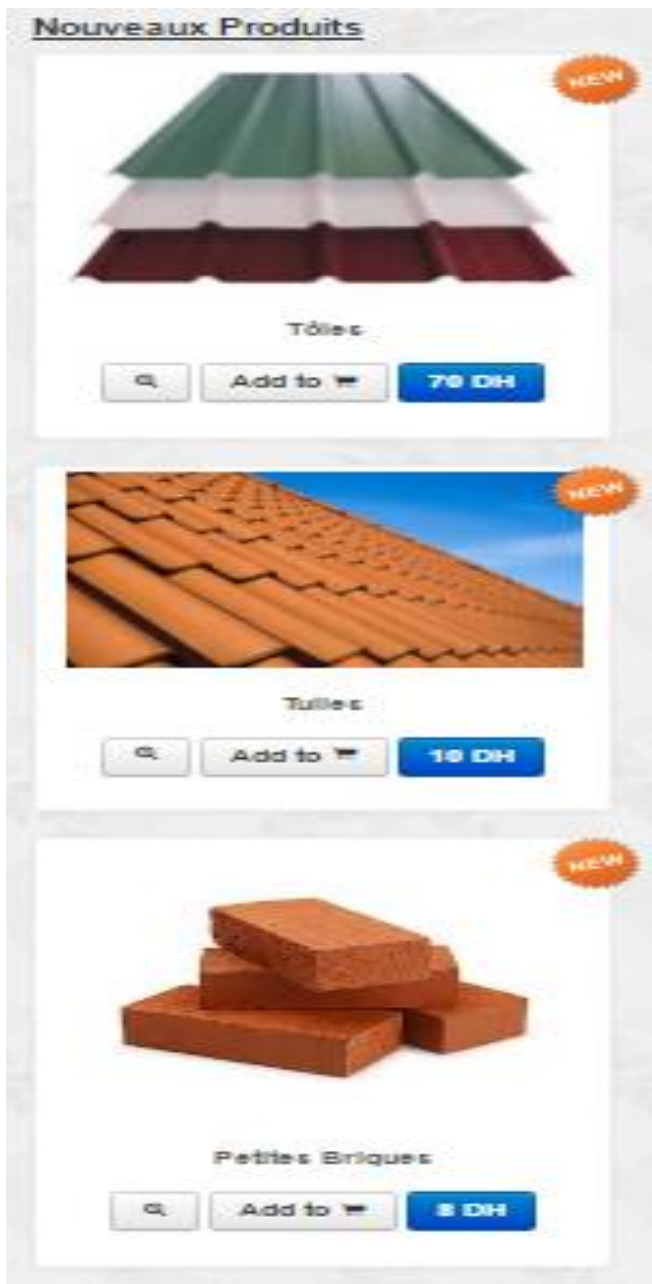 Nouveaux Produits
NEW
Tôles
Add to
70 DH
NEW
Tulles
Add to
10 DH
NEW
Petites Briques
Add to
8 DH